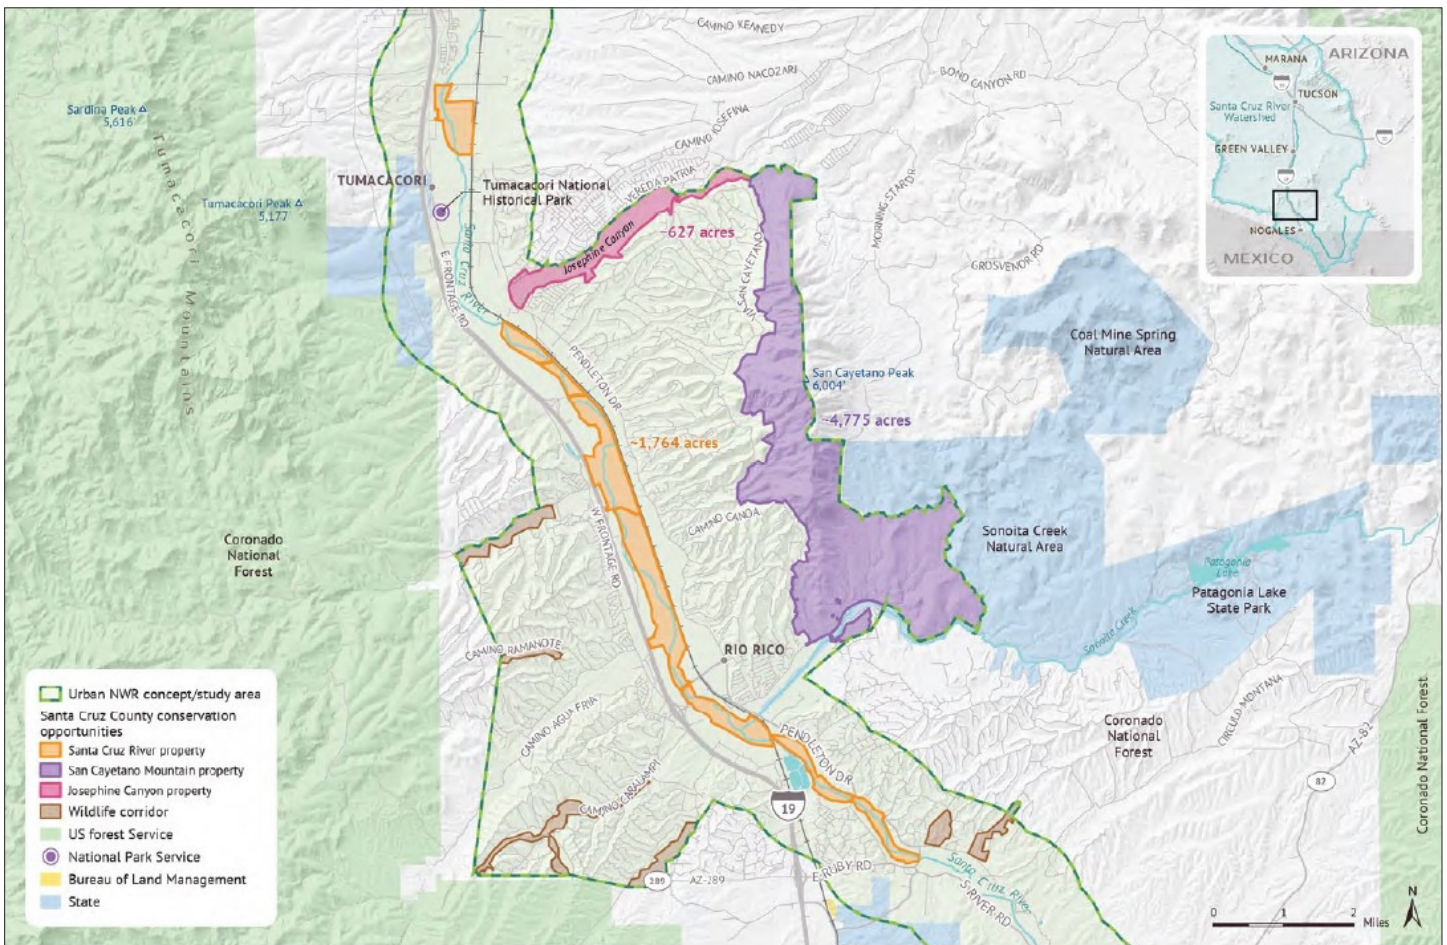 CAMINO KENNEDY
CAMINO NACOZARI
BOND CANYON RD
CAMINO JOSEFINA
Sardina Peak
5,616'
Tumacacori Mountains
TUMACACORI
Tumacacori National
Historical Park
VEREDA PATRIA
Tumacacori Peak
5,177
Josephine Canyon
~627 acres
MORNING STAR DR
GROSVENOR RD
Santa Cruz River
E FRONTAGE RD
VIA SAN CAYETANO
Coal Mine Spring
Natural Area
PENDLETON DR
San Cayetano Peak
6,004'
~4,775 acres
~1,764 acres
Coronado
National
Forest
W FRONTAGE RD
CAMINO CANOA
Sonoita Creek
Natural Area
Patagonia
Lake
Patagonia Lake
State Park
Sonoita Creek
CAMINO RAMANOTE
RIO RICO
CAMINO AGUA FRIA
PENDLETON DR
CAMINO CARALAMPI
19
Coronado
National
Forest
CIRCULO MONTANA
AZ-82
82
Coronado National Forest
289
AZ-289
E RUBY RD
Santa Cruz River
S RIVER RD
ARIZONA
MARANA
TUCSON
Santa Cruz River
Watershed
GREEN VALLEY
NOGALES
MEXICO
Urban NWR concept/study area
Santa Cruz County conservation
opportunities
Santa Cruz River property
San Cayetano Mountain property
Josephine Canyon property
Wildlife corridor
US forest Service
National Park Service
Bureau of Land Management
State
N
0 1 2
Miles